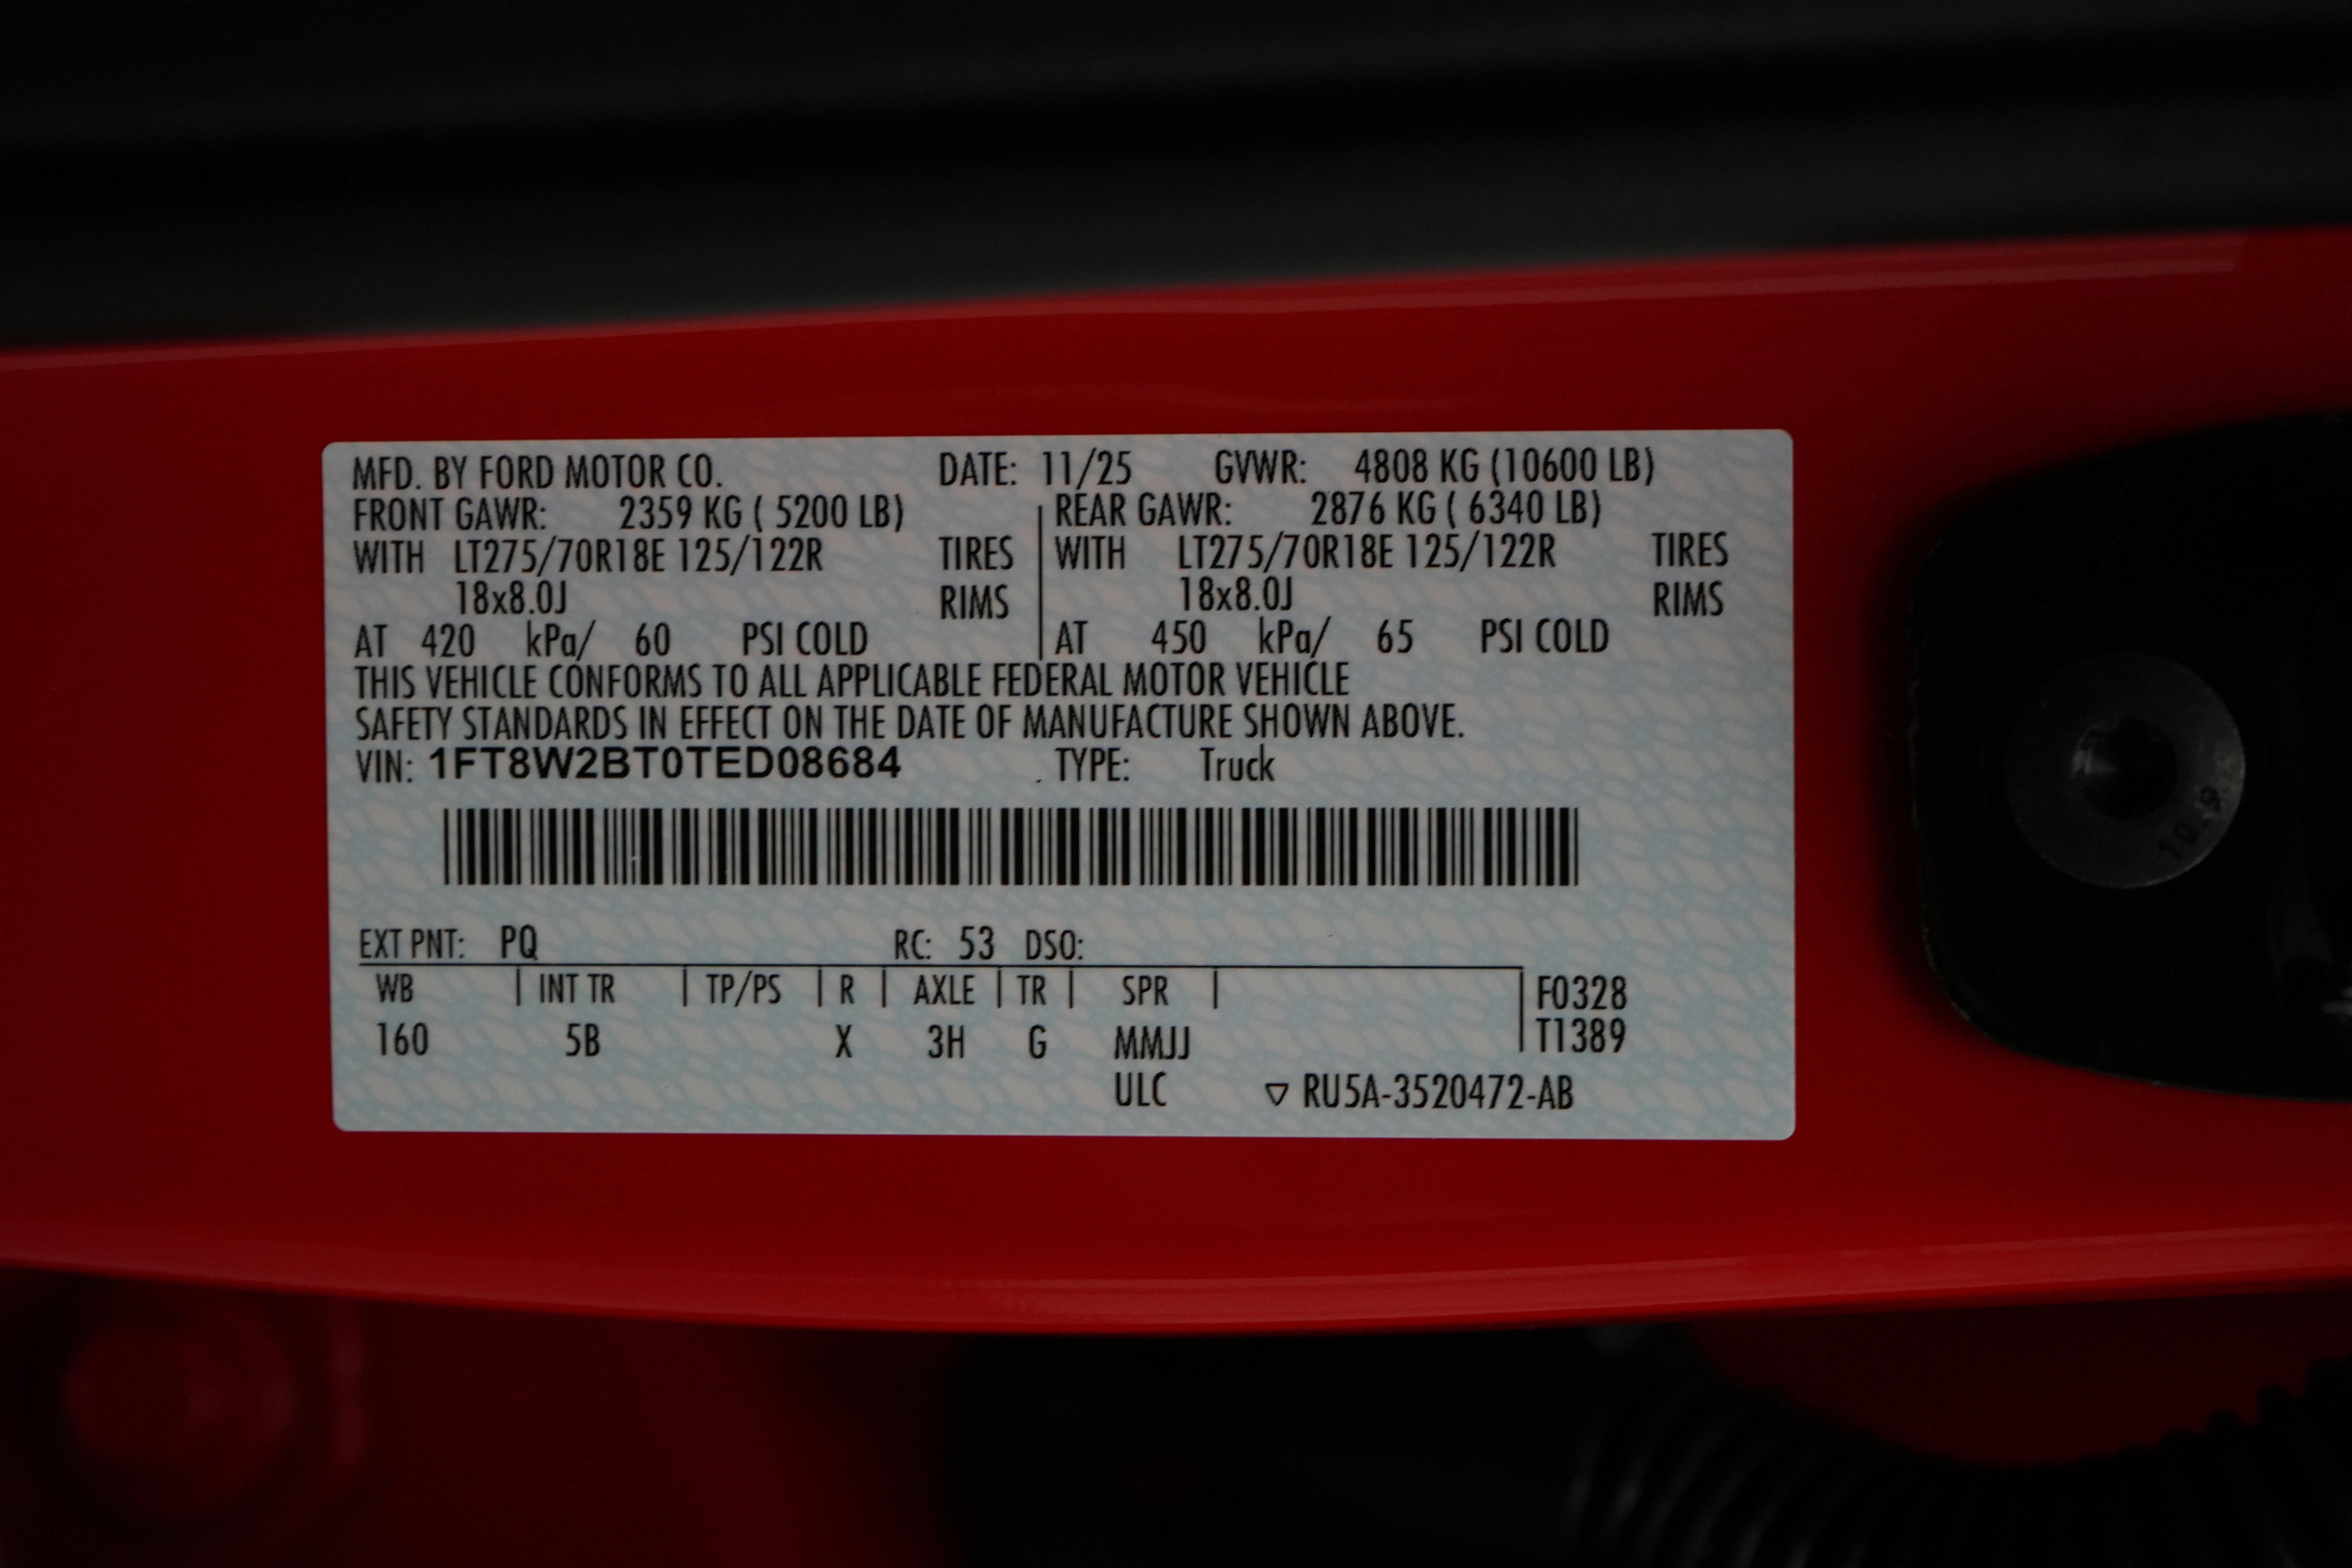 MFD. BY FORD MOTOR CO. DATE: 11/25 GVWR: 4808 KG (10600 LB)
FRONT GAWR: 2359 KG ( 5200 LB) REAR GAWR: 2876 KG ( 6340 LB)
WITH LT275/70R18E 125/122R TIRES WITH LT275/70R18E 125/122R TIRES
18x8.0J RIMS 18x8.0J RIMS
AT 420 kPa/ 60 PSI COLD AT 450 kPa/ 65 PSI COLD
THIS VEHICLE CONFORMS TO ALL APPLICABLE FEDERAL MOTOR VEHICLE
SAFETY STANDARDS IN EFFECT ON THE DATE OF MANUFACTURE SHOWN ABOVE.
VIN: 1FT8W2BT0TED08684 TYPE: Truck
EXT PNT: PQ RC: 53 DSO:
WB | INT TR | TP/PS | R | AXLE | TR | SPR | F0328
160 5B X 3H G MMJJ T1389
ULC ▽ RU5A-3520472-AB
10.9